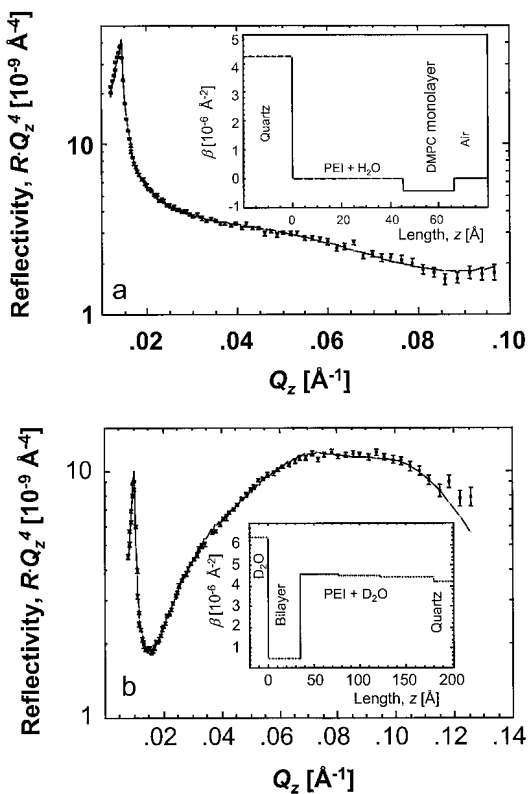 Reflectivity, R·Qz⁴ [10⁻⁹ Å⁻⁴]
10
1
a
.02 .04 .06 .08 .10
Qz [Å⁻¹]
β [10⁻⁶ Å⁻²]
5
4
3
2
1
0
-1
Quartz
PEI + H₂O
DMPC monolayer
Air
0 20 40 60
Length, z [Å]
Reflectivity, R·Qz⁴ [10⁻⁹ Å⁻⁴]
10
1
b
.02 .04 .06 .08 .10 .12 .14
Qz [Å⁻¹]
β [10⁻⁶ Å⁻²]
6
5
4
3
2
1
D₂O
Bilayer
PEI + D₂O
Quartz
0 50 100 150 200
Length, z [Å]